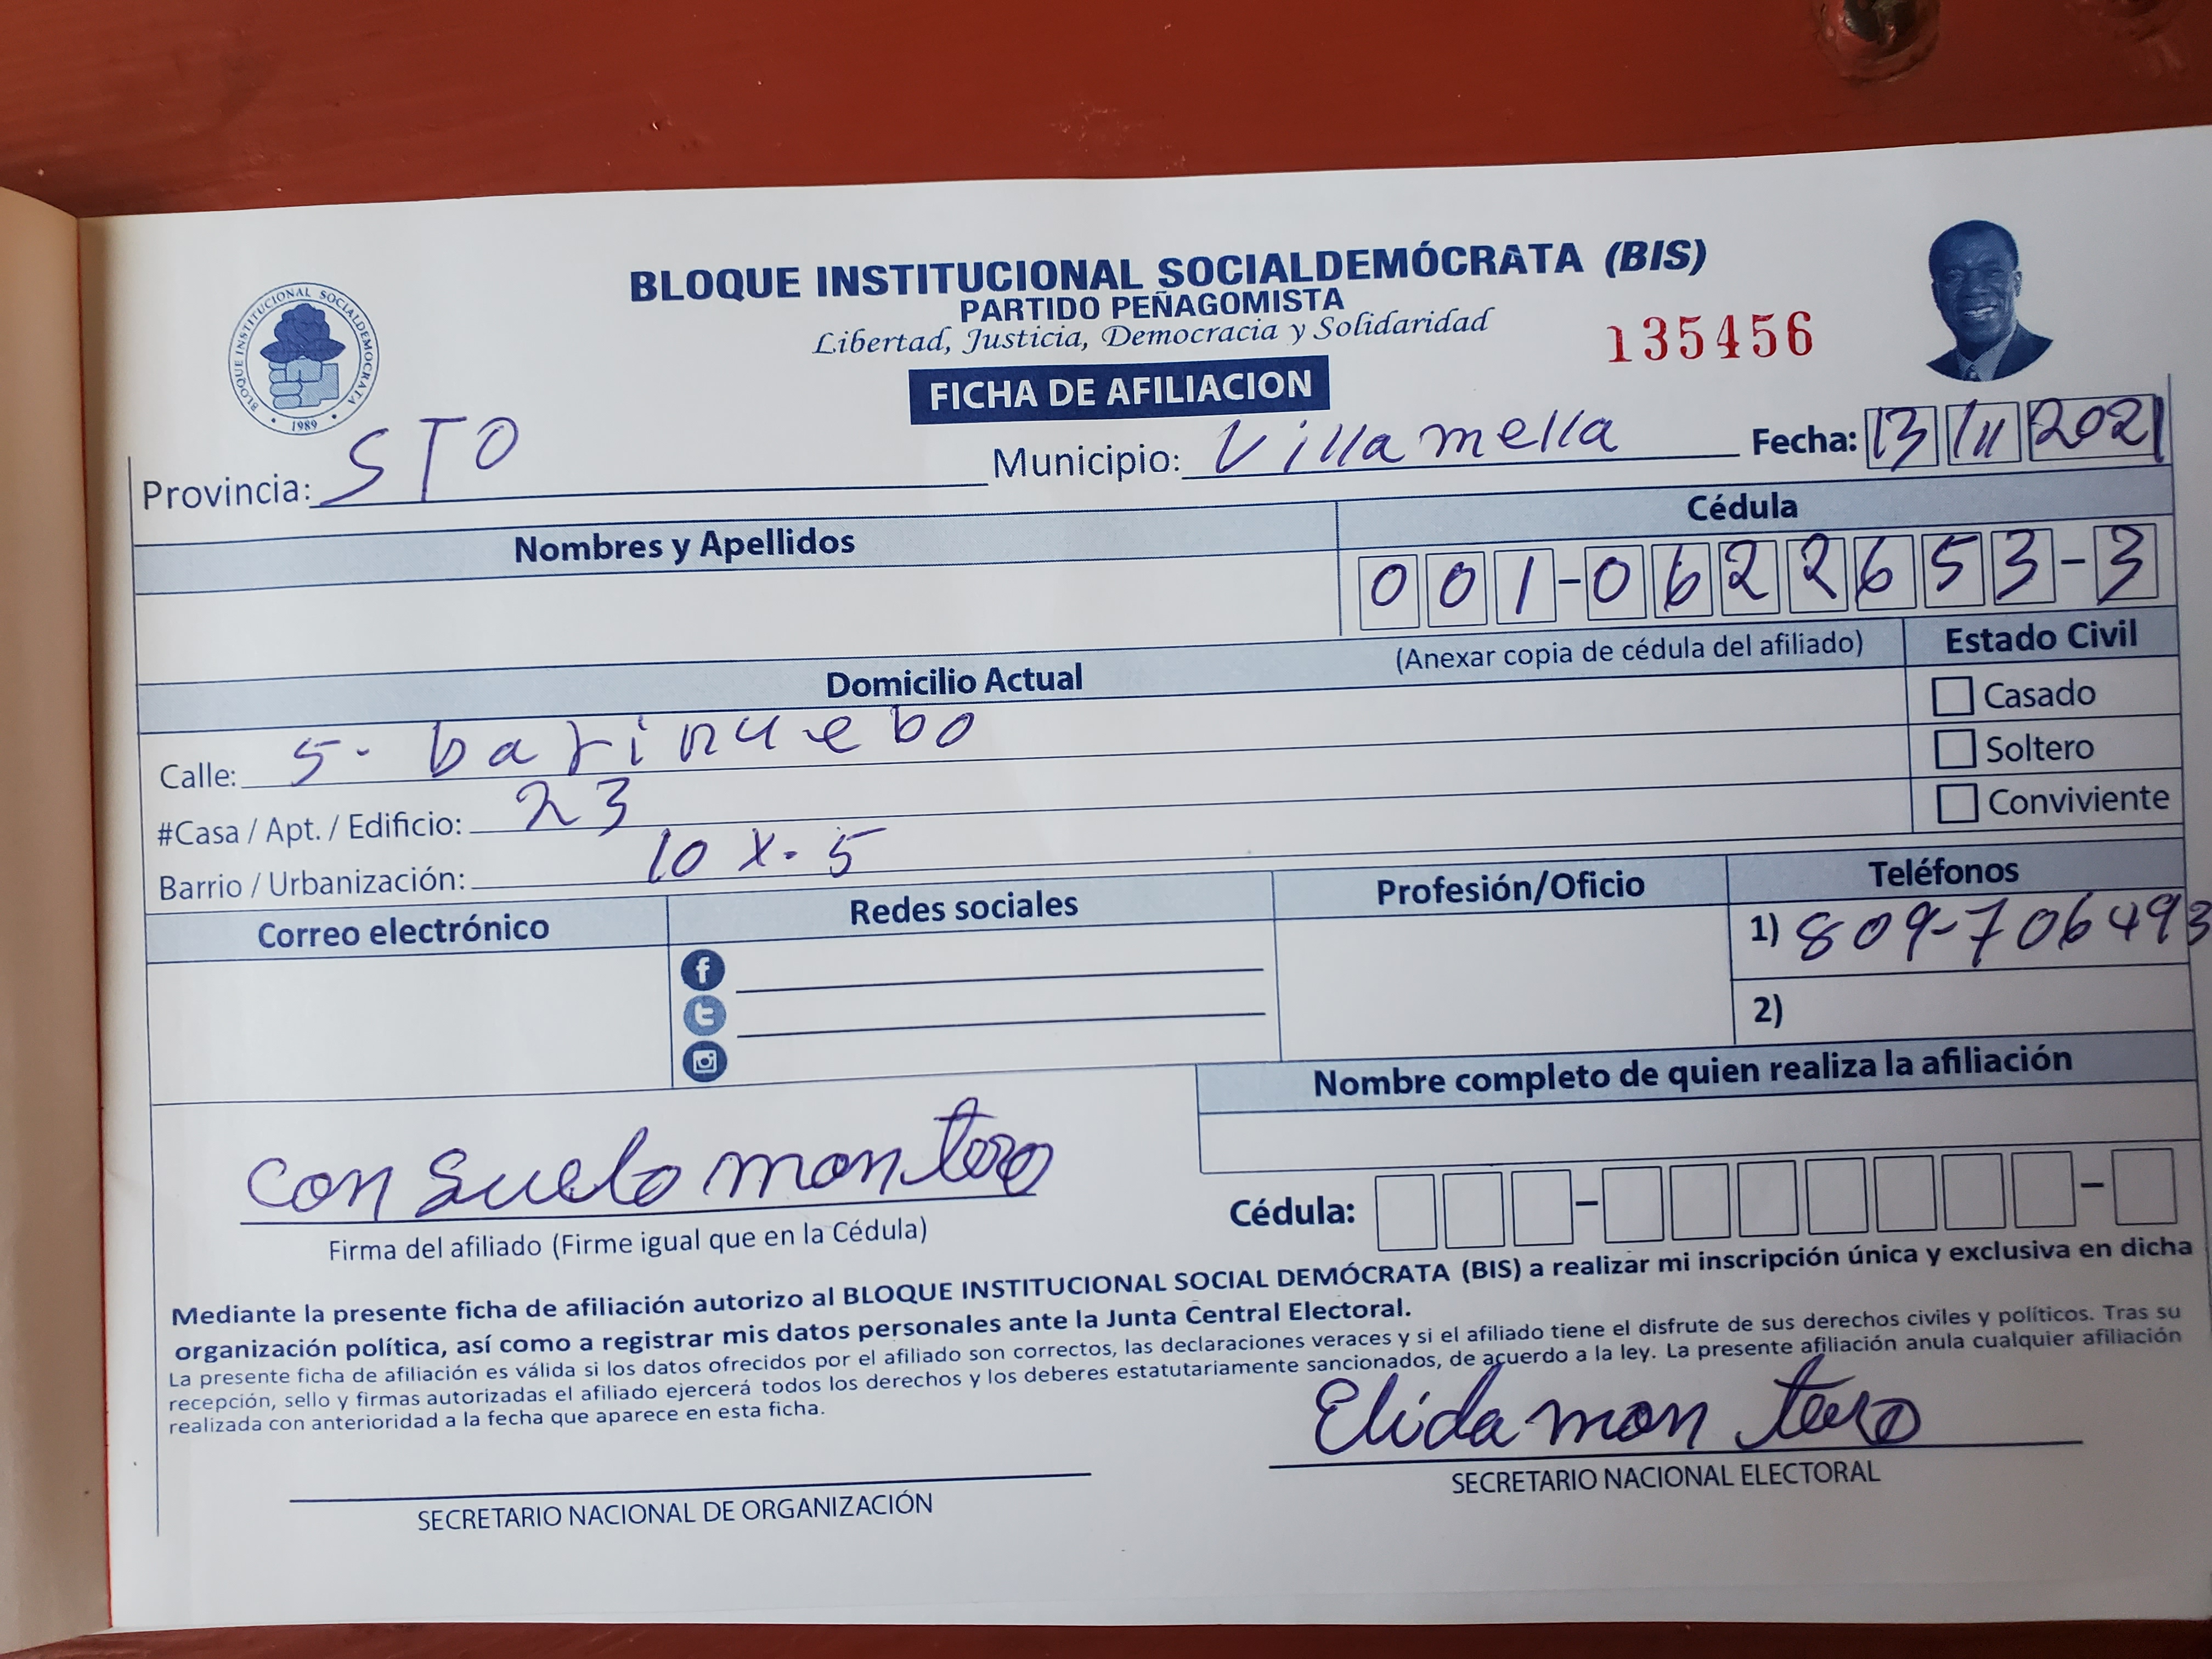 BLOQUE INSTITUCIONAL SOCIALDEMÓCRATA (BIS)
PARTIDO PEÑAGOMISTA
Libertad, Justicia, Democracia y Solidaridad
135456
FICHA DE AFILIACION
BLOQUE INSTITUCIONAL SOCIALDEMOCRATA
1989
Provincia: STO Municipio: Villa mella Fecha: 13/11 2021
Nombres y Apellidos Cédula
001-0622653-3
Domicilio Actual (Anexar copia de cédula del afiliado) Estado Civil
Calle: 5. barinuebo
Casado
Soltero
#Casa / Apt. / Edificio: 23
Conviviente
Barrio / Urbanización: 10 x. 5
Correo electrónico Redes sociales Profesión/Oficio Teléfonos
1) 809-7066493
2)
Nombre completo de quien realiza la afiliación
Consuelo montero
Firma del afiliado (Firme igual que en la Cédula)
Cédula:
Mediante la presente ficha de afiliación autorizo al BLOQUE INSTITUCIONAL SOCIAL DEMÓCRATA (BIS) a realizar mi inscripción única y exclusiva en dicha
organización política, así como a registrar mis datos personales ante la Junta Central Electoral.
La presente ficha de afiliación es válida si los datos ofrecidos por el afiliado son correctos, las declaraciones veraces y si el afiliado tiene el disfrute de sus derechos civiles y políticos. Tras su
recepción, sello y firmas autorizadas el afiliado ejercerá todos los derechos y los deberes estatutariamente sancionados, de acuerdo a la ley. La presente afiliación anula cualquier afiliación
realizada con anterioridad a la fecha que aparece en esta ficha.
Elida montero
SECRETARIO NACIONAL DE ORGANIZACIÓN
SECRETARIO NACIONAL ELECTORAL